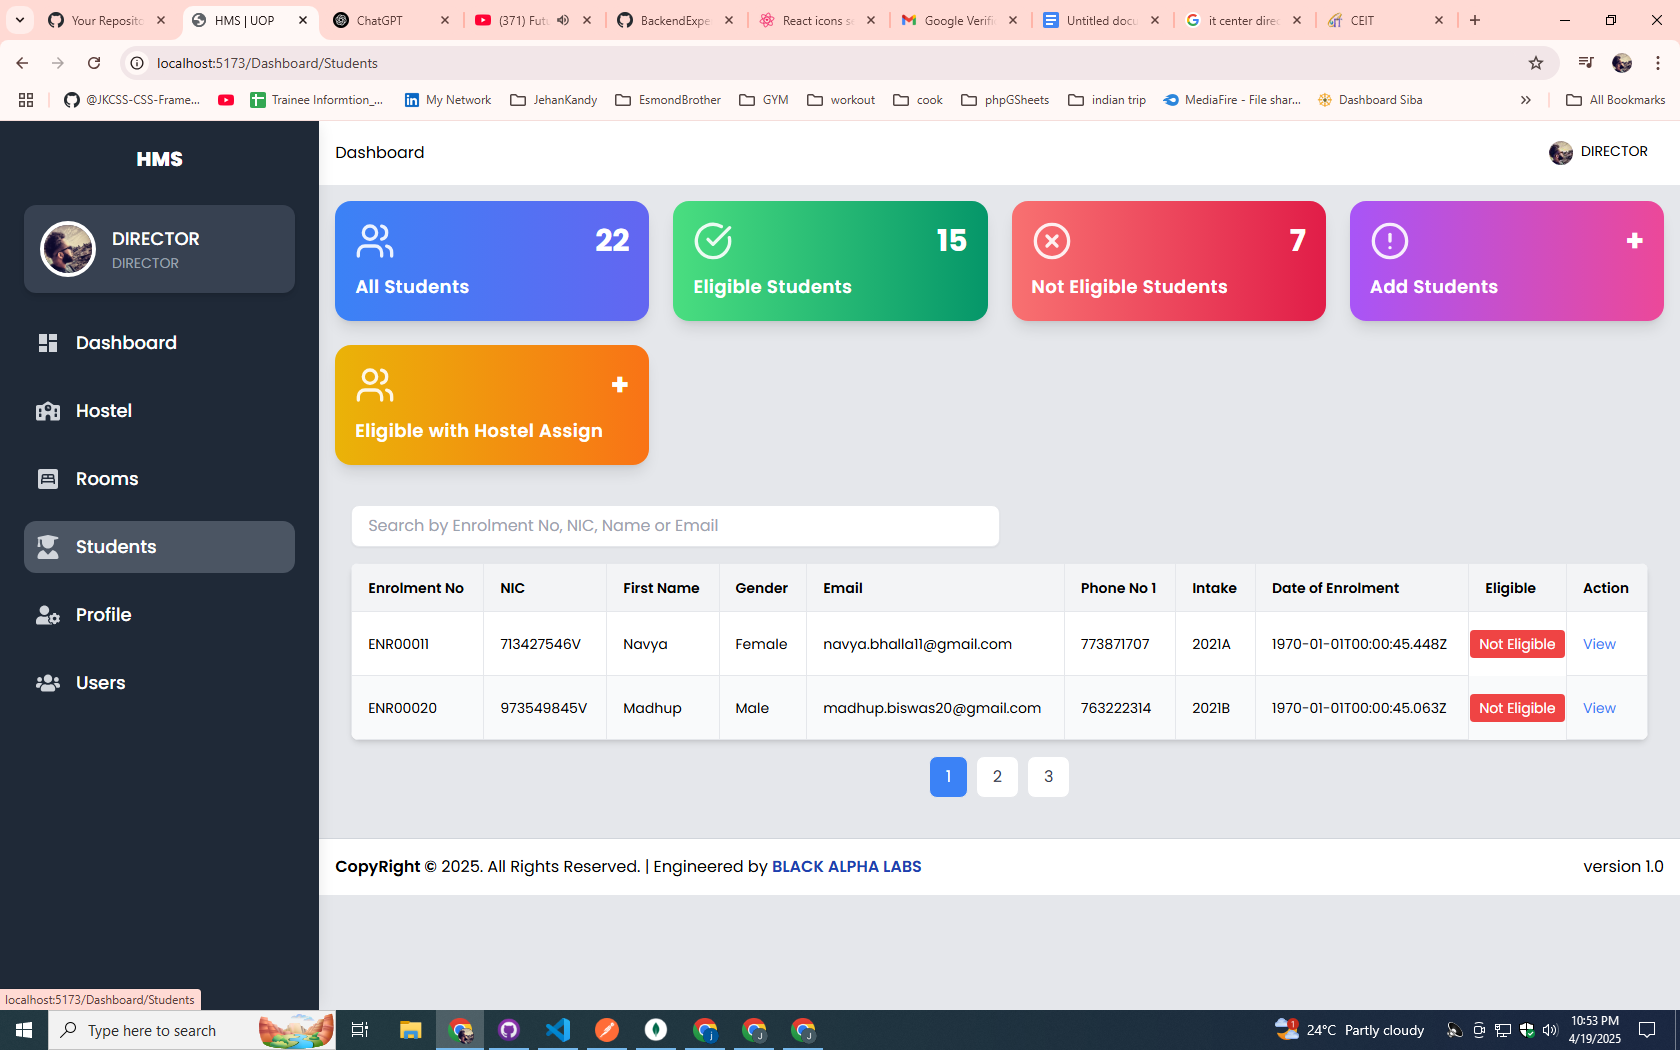 Your Reposito
HMS | UOP
ChatGPT
(371) Futu
BackendExpe
React icons se
Google Verific
Untitled docu
it center direc
CEIT
localhost:5173/Dashboard/Students
@JKCSS-CSS-Frame...
Trainee Informtion_...
My Network
JehanKandy
EsmondBrother
GYM
workout
cook
phpGSheets
indian trip
MediaFire - File shar...
Dashboard Siba
All Bookmarks
HMS
DIRECTOR
DIRECTOR
Dashboard
Hostel
Rooms
Students
Profile
Users
Dashboard
DIRECTOR
22
All Students
15
Eligible Students
7
Not Eligible Students
+
Add Students
+
Eligible with Hostel Assign
Search by Enrolment No, NIC, Name or Email
Enrolment No NIC First Name Gender Email Phone No 1 Intake Date of Enrolment Eligible Action
ENR00011 713427546V Navya Female navya.bhalla11@gmail.com 773871707 2021A 1970-01-01T00:00:45.448Z Not Eligible View
ENR00020 973549845V Madhup Male madhup.biswas20@gmail.com 763222314 2021B 1970-01-01T00:00:45.063Z Not Eligible View
1 2 3
CopyRight © 2025. All Rights Reserved. | Engineered by BLACK ALPHA LABS
version 1.0
localhost:5173/Dashboard/Students
Type here to search
1
24°C Partly cloudy
10:53 PM
4/19/2025